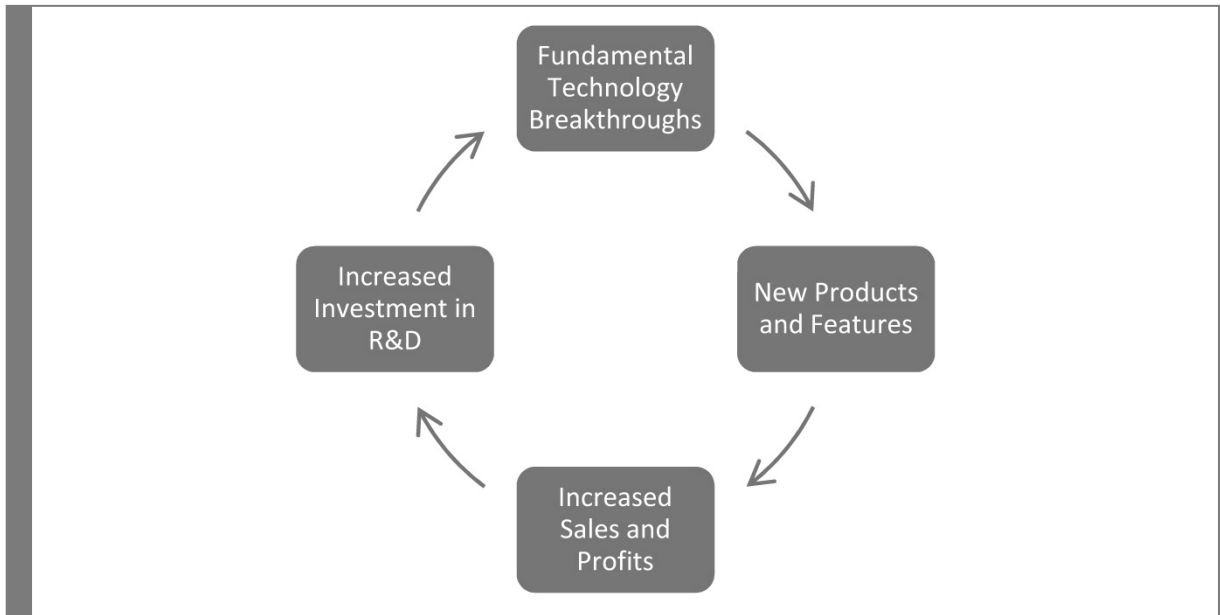 Fundamental
Technology
Breakthroughs
New Products
and Features
Increased
Sales and
Profits
Increased
Investment in
R&D